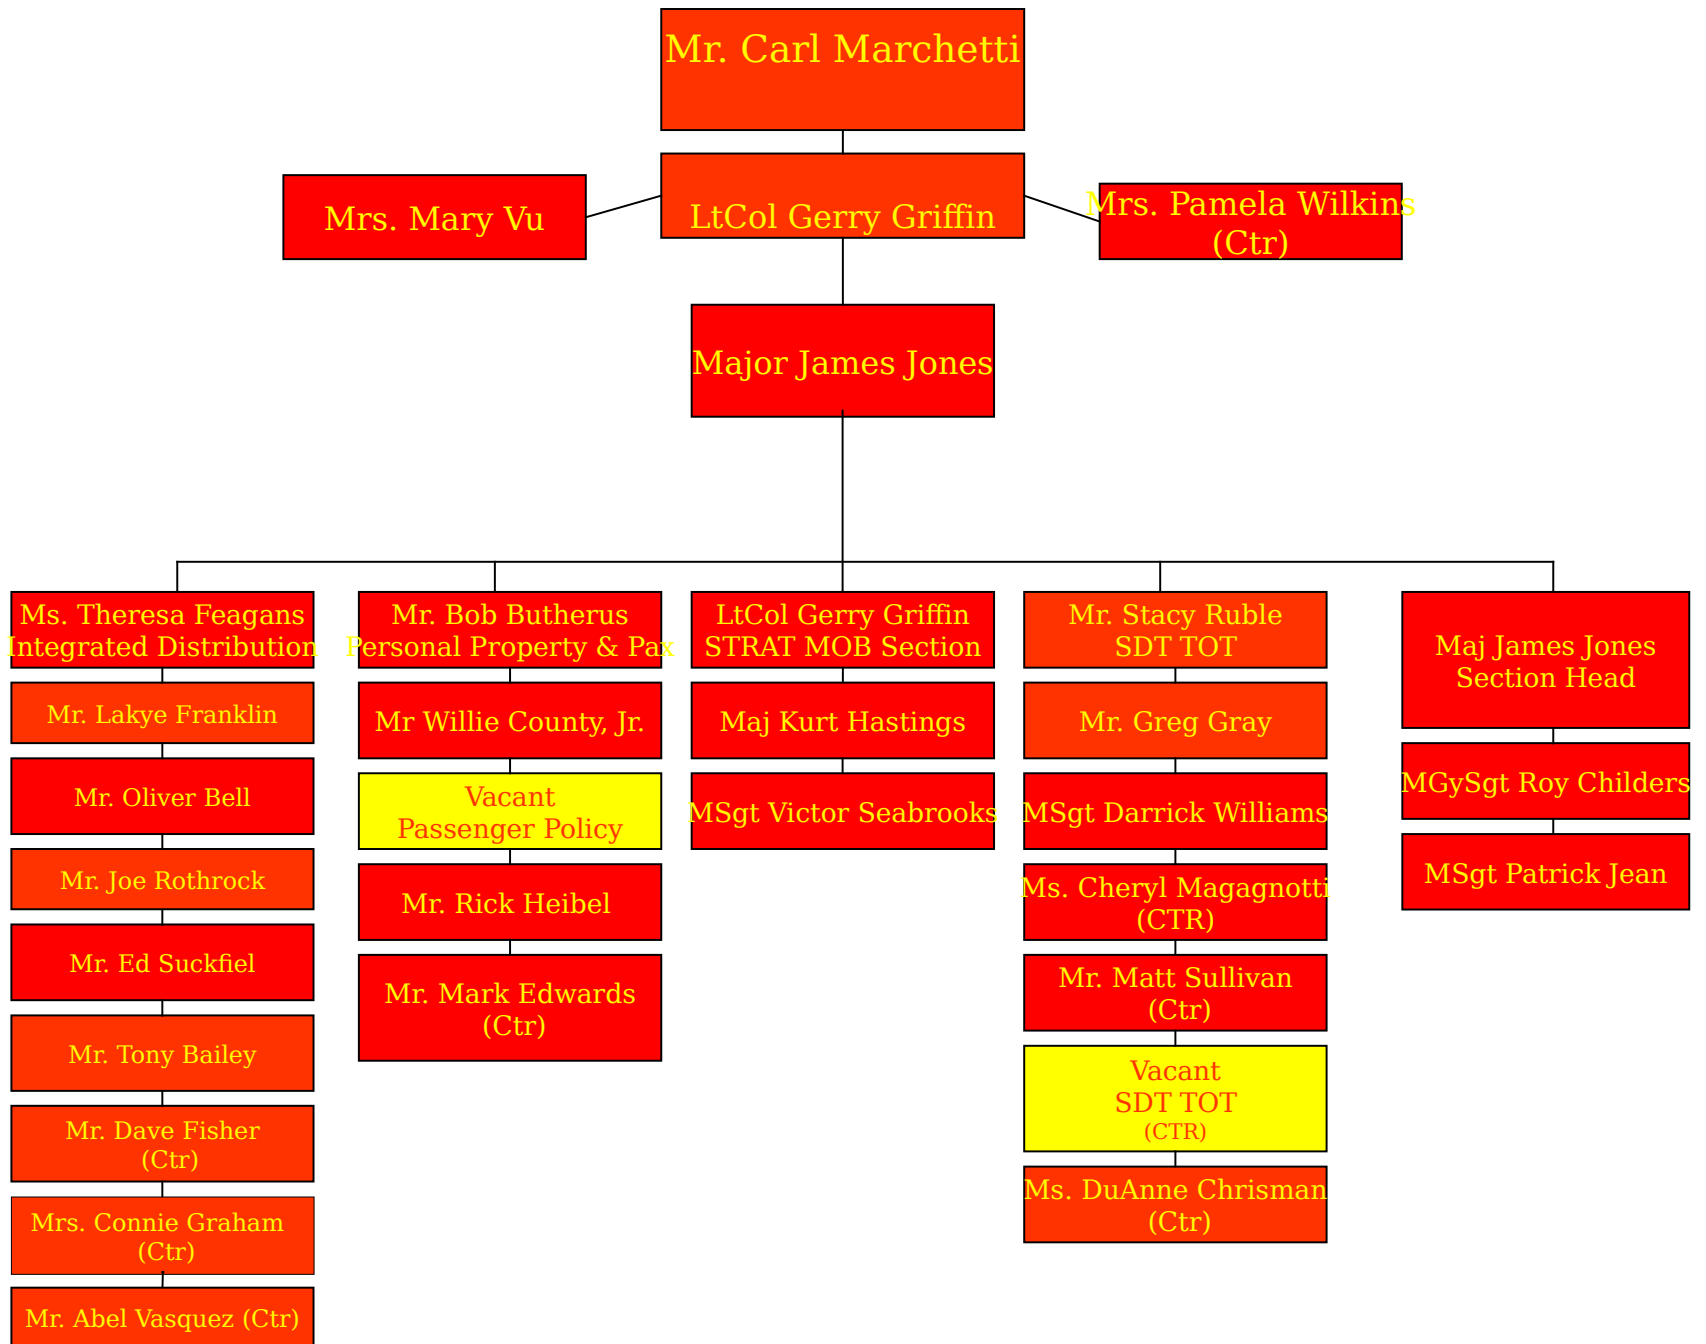 Mr. Carl Marchetti
Mrs. Mary Vu
LtCol Gerry Griffin
Mrs. Pamela Wilkins
(Ctr)
Major James Jones
Ms. Theresa Feagans
Integrated Distribution
Mr. Lakye Franklin
Mr. Oliver Bell
Mr. Joe Rothrock
Mr. Ed Suckfiel
Mr. Tony Bailey
Mr. Dave Fisher
(Ctr)
Mrs. Connie Graham
(Ctr)
Mr. Abel Vasquez (Ctr)
Mr. Bob Butherus
Personal Property & Pax
Mr Willie County, Jr.
Vacant
Passenger Policy
Mr. Rick Heibel
Mr. Mark Edwards
(Ctr)
LtCol Gerry Griffin
STRAT MOB Section
Maj Kurt Hastings
MSgt Victor Seabrooks
Mr. Stacy Ruble
SDT TOT
Mr. Greg Gray
MSgt Darrick Williams
Ms. Cheryl Magagnotti
(CTR)
Mr. Matt Sullivan
(Ctr)
Vacant
SDT TOT
(CTR)
Ms. DuAnne Chrisman
(Ctr)
Maj James Jones
Section Head
MGySgt Roy Childers
MSgt Patrick Jean